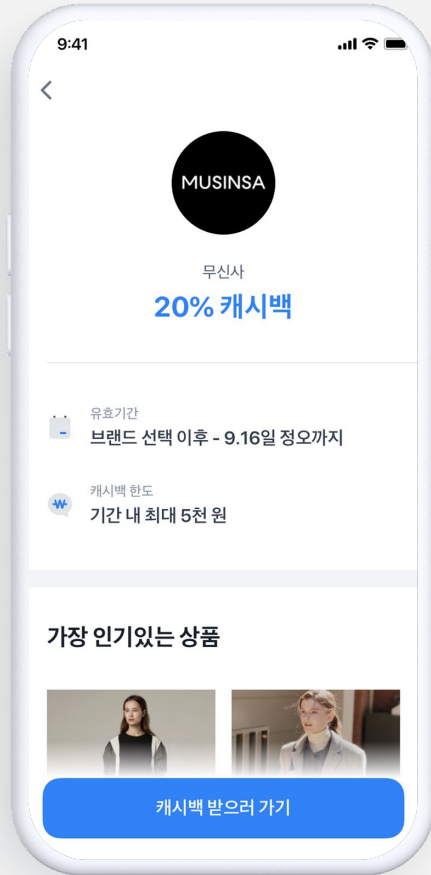 9:41
MUSINSA
무신사
20% 캐시백
유효기간
브랜드 선택 이후 - 9.16일 정오까지
캐시백 한도
₩
기간 내 최대 5천 원
가장 인기있는 상품
캐시백 받으러 가기